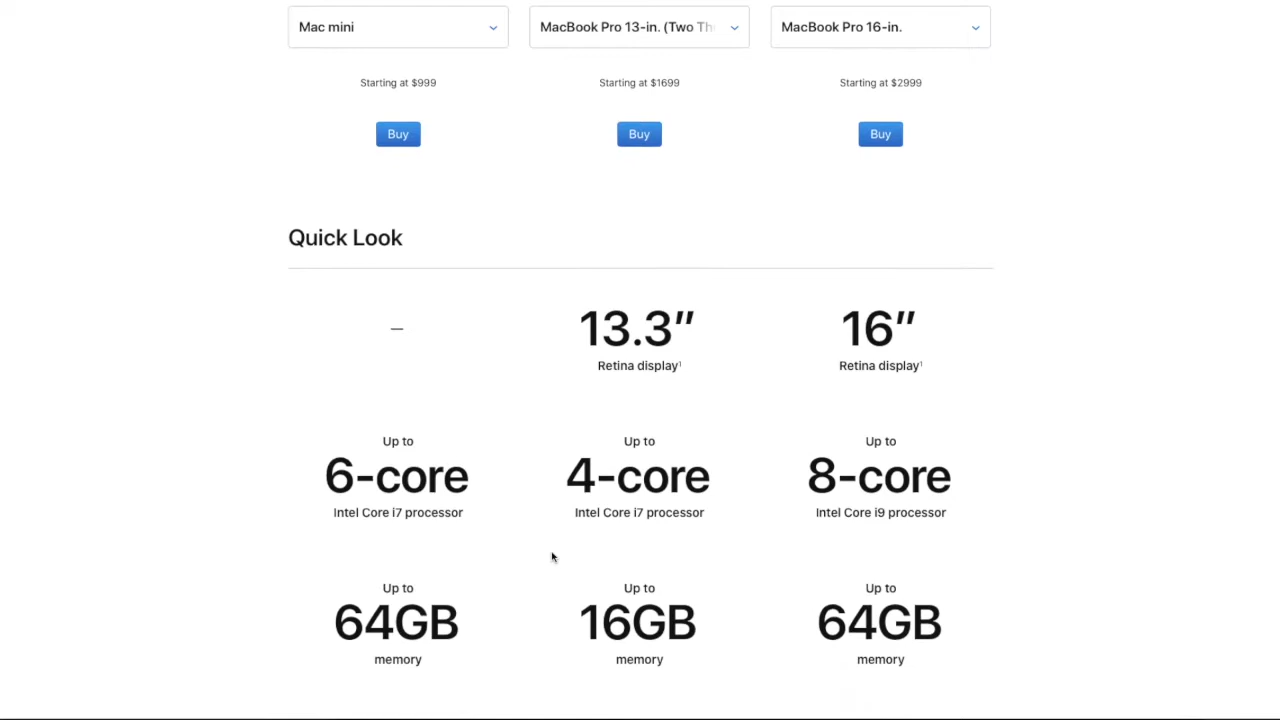 Mac mini
MacBook Pro 13-in. (Two Th
MacBook Pro 16-in.
Starting at $999
Starting at $1699
Starting at $2999
Buy
Buy
Buy
Quick Look
—
13.3″
Retina display¹
16″
Retina display¹
Up to
6-core
Intel Core i7 processor
Up to
4-core
Intel Core i7 processor
Up to
8-core
Intel Core i9 processor
Up to
64GB
memory
Up to
16GB
memory
Up to
64GB
memory